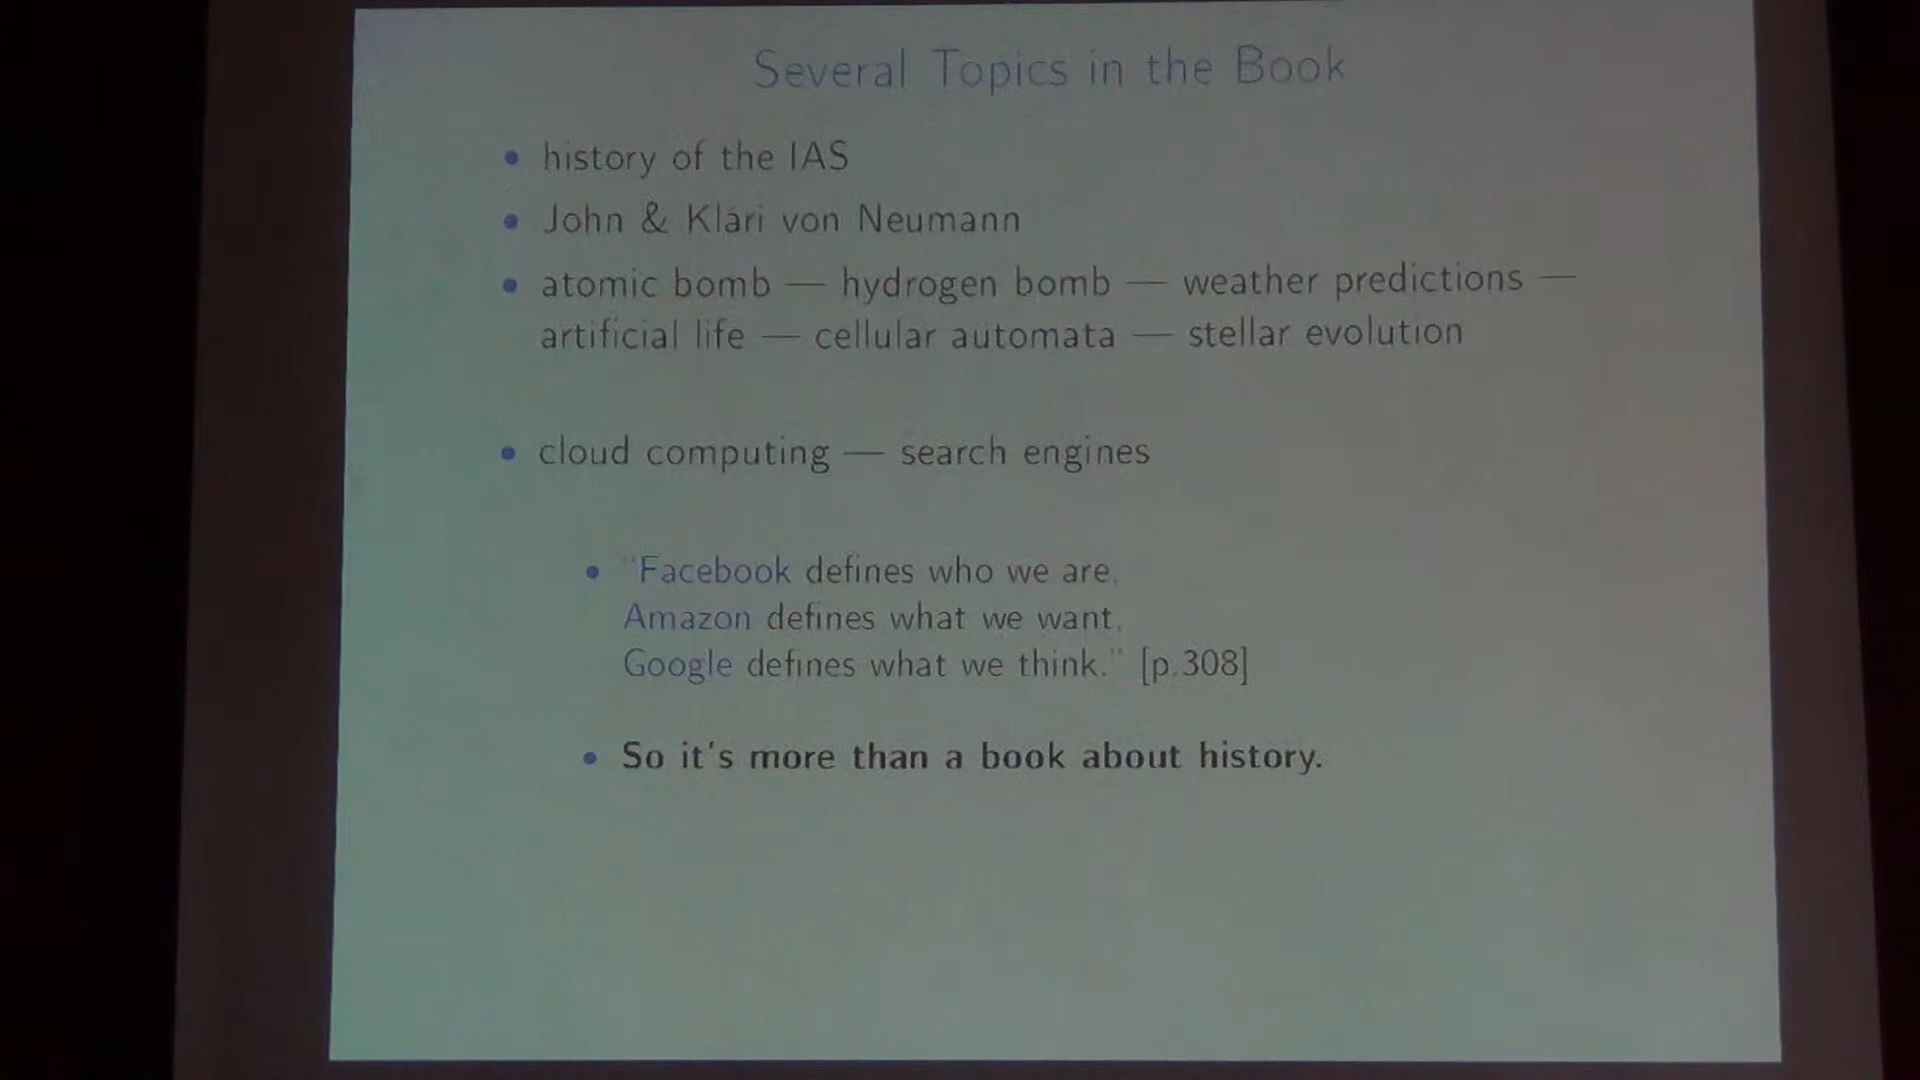 Several Topics in the Book
• history of the IAS
• John & Klári von Neumann
• atomic bomb — hydrogen bomb — weather predictions —
artificial life — cellular automata — stellar evolution
• cloud computing — search engines
• "Facebook defines who we are,
Amazon defines what we want,
Google defines what we think." [p.308]
• So it's more than a book about history.